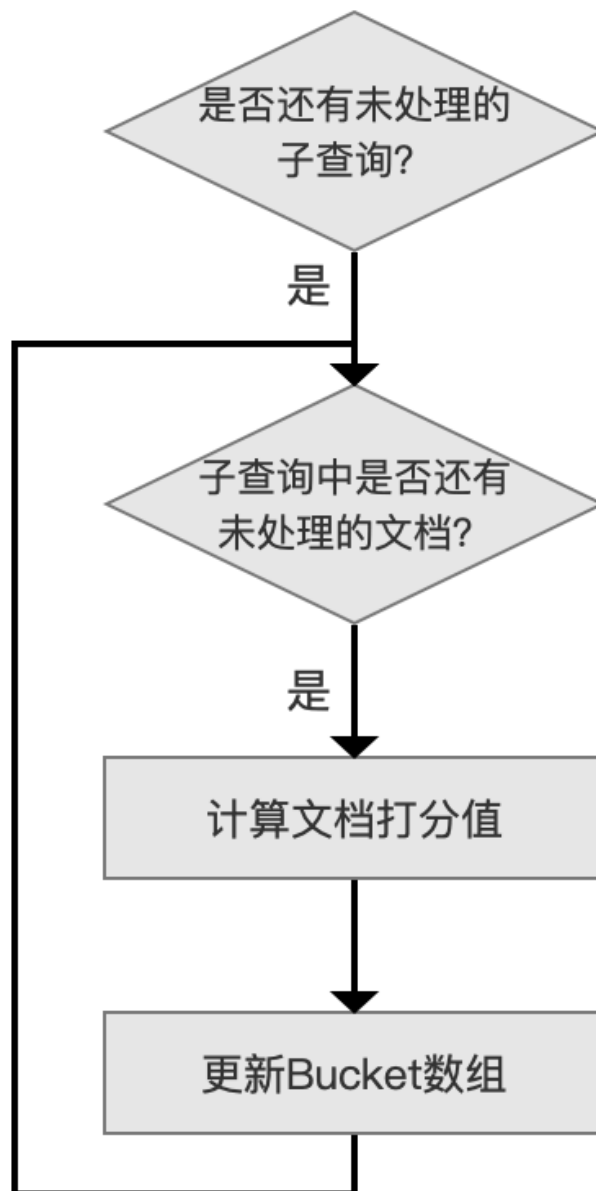 是否还有未处理的
子查询?
是
子查询中是否还有
未处理的文档?
是
计算文档打分值
更新Bucket数组